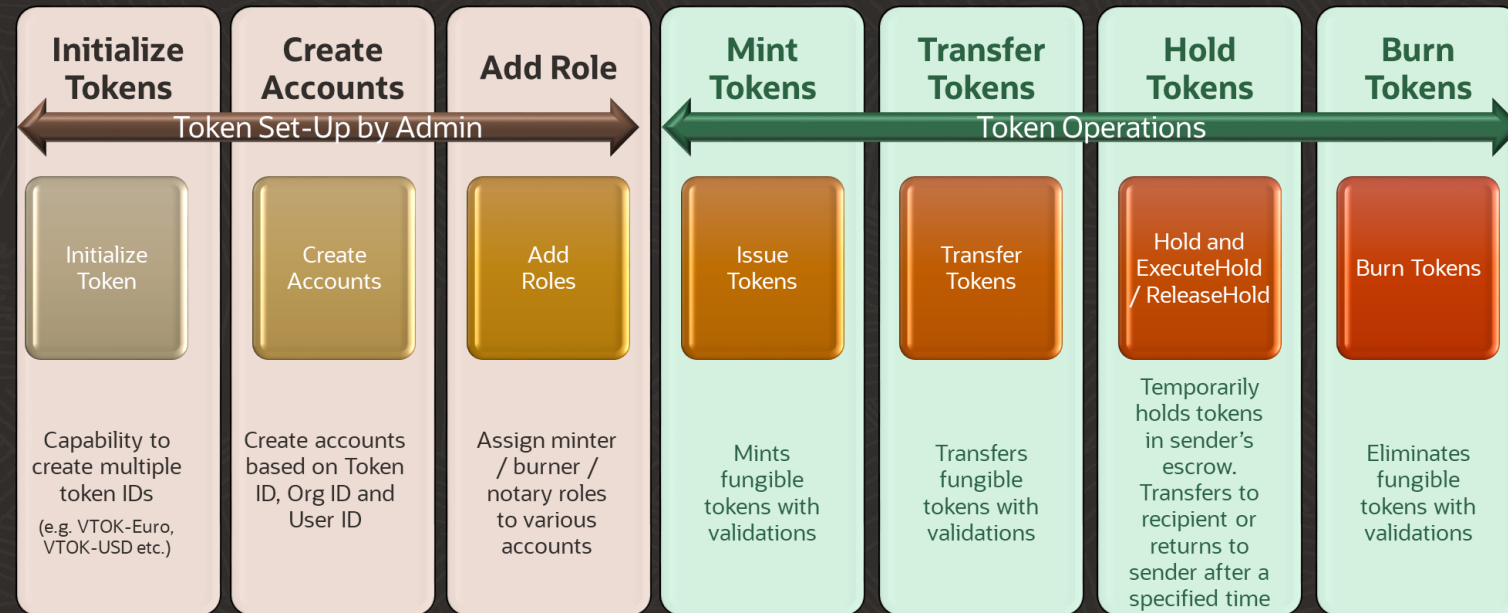 Initialize
Tokens
Create
Accounts
Add Role
Mint
Tokens
Transfer
Tokens
Hold
Tokens
Burn
Tokens
Token Set-Up by Admin
Token Operations
Initialize
Token
Create
Accounts
Add
Roles
Issue
Tokens
Transfer
Tokens
Hold and
ExecuteHold
/ ReleaseHold
Burn Tokens
Capability to
create multiple
token IDs
(e.g. VTOK-Euro,
VTOK-USD etc.)
Create accounts
based on Token
ID, Org ID and
User ID
Assign minter
/ burner /
notary roles
to various
accounts
Mints
fungible
tokens with
validations
Transfers
fungible
tokens with
validations
Temporarily
holds tokens
in sender’s
escrow.
Transfers to
recipient or
returns to
sender after a
specified time
Eliminates
fungible
tokens with
validations